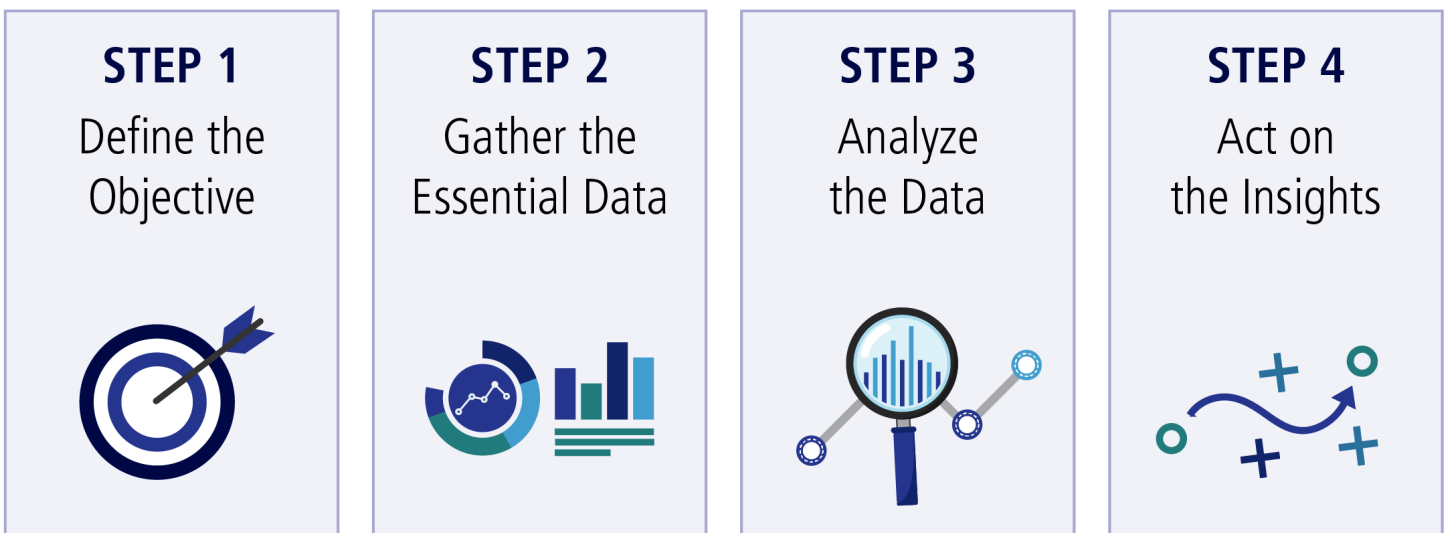 STEP 1
Define the
Objective
STEP 2
Gather the
Essential Data
STEP 3
Analyze
the Data
STEP 4
Act on
the Insights